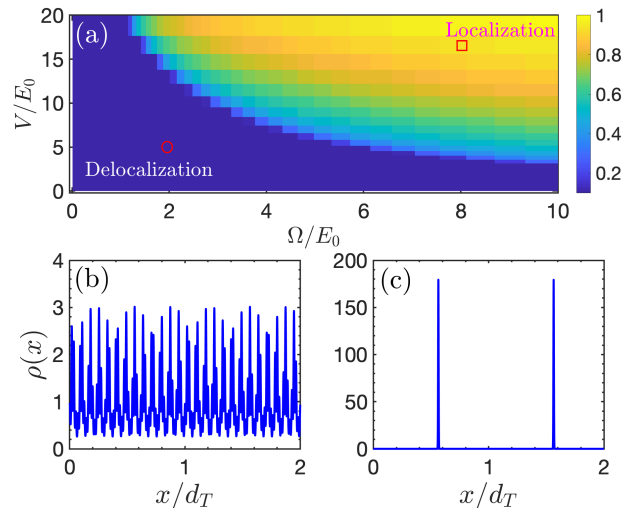 (a)
Localization
Delocalization
V/E₀
20
15
10
5
0
0 2 4 6 8 10
Ω/E₀
1
0.8
0.6
0.4
0.2
(b)
ρ(x)
4
3
2
1
0
0 1 2
x/d_T
(c)
200
150
100
50
0
0 1 2
x/d_T